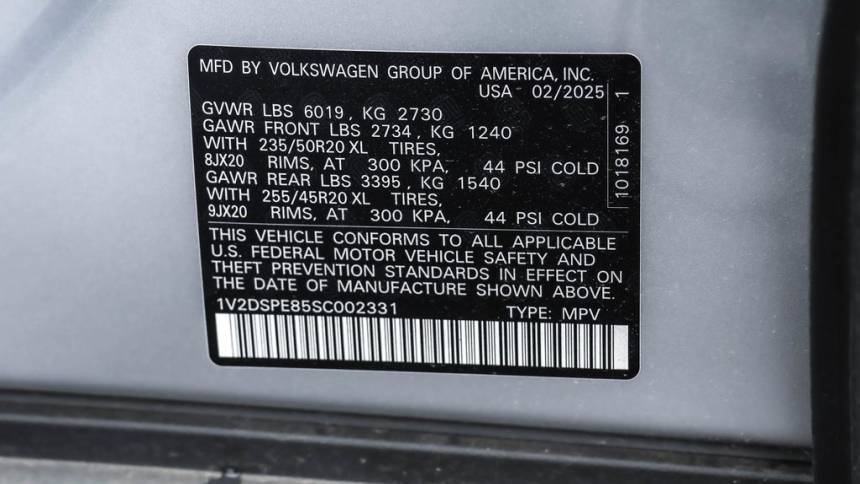 MFD BY VOLKSWAGEN GROUP OF AMERICA, INC.
USA 02/2025
GVWR LBS 6019, KG 2730
GAWR FRONT LBS 2734, KG 1240
WITH 235/50R20 XL TIRES,
8JX20 RIMS, AT 300 KPA, 44 PSI COLD
GAWR REAR LBS 3395, KG 1540
WITH 255/45R20 XL TIRES,
9JX20 RIMS, AT 300 KPA, 44 PSI COLD
THIS VEHICLE CONFORMS TO ALL APPLICABLE
U.S. FEDERAL MOTOR VEHICLE SAFETY AND
THEFT PREVENTION STANDARDS IN EFFECT ON
THE DATE OF MANUFACTURE SHOWN ABOVE.
1V2DSPE85SC002331 TYPE: MPV
1018169 1